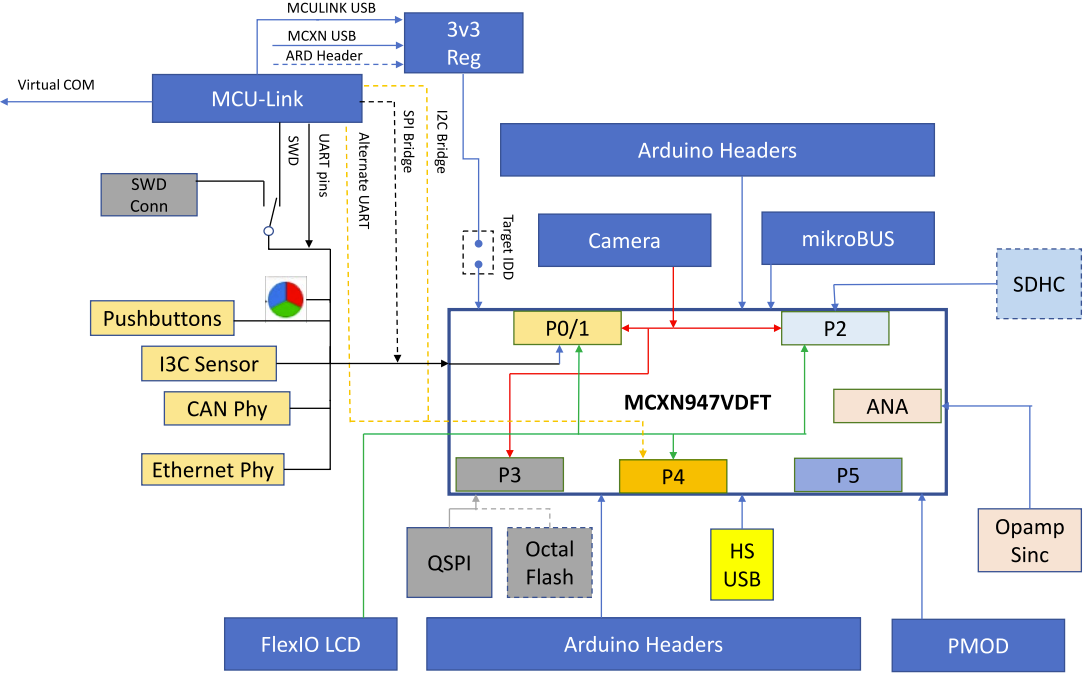 MCULINK USB
MCXN USB
ARD Header
3v3
Reg
Virtual COM
MCU-Link
SWD
UART pins
Alternate UART
SPI Bridge
I2C Bridge
Arduino Headers
SWD
Conn
Target IDD
Camera
mikroBUS
SDHC
Pushbuttons
P0/1
P2
I3C Sensor
CAN Phy
MCXN947VDFT
ANA
Ethernet Phy
P3
P4
P5
QSPI
Octal
Flash
HS
USB
Opamp
Sinc
FlexIO LCD
Arduino Headers
PMOD